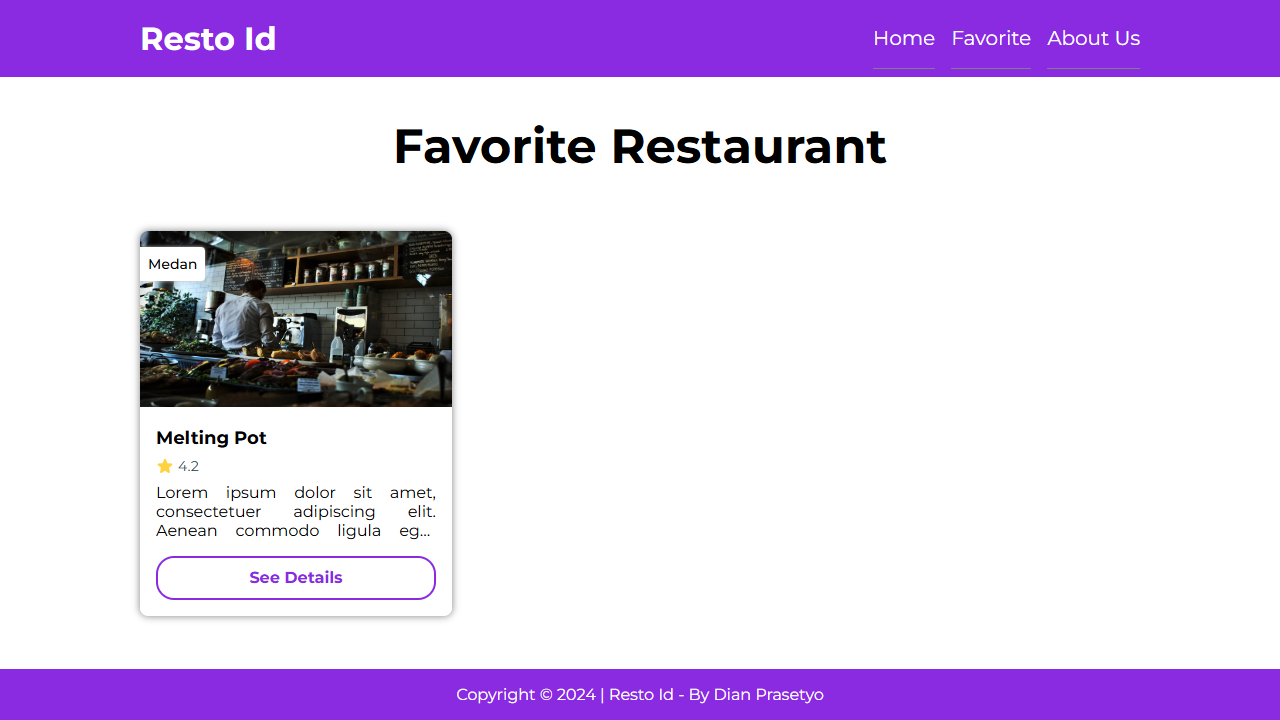 Resto Id
Home Favorite About Us
Favorite Restaurant
Medan
Melting Pot
⭐ 4.2
Lorem ipsum dolor sit amet,
consectetuer adipiscing elit.
Aenean commodo ligula eg...
See Details
Copyright © 2024 | Resto Id - By Dian Prasetyo